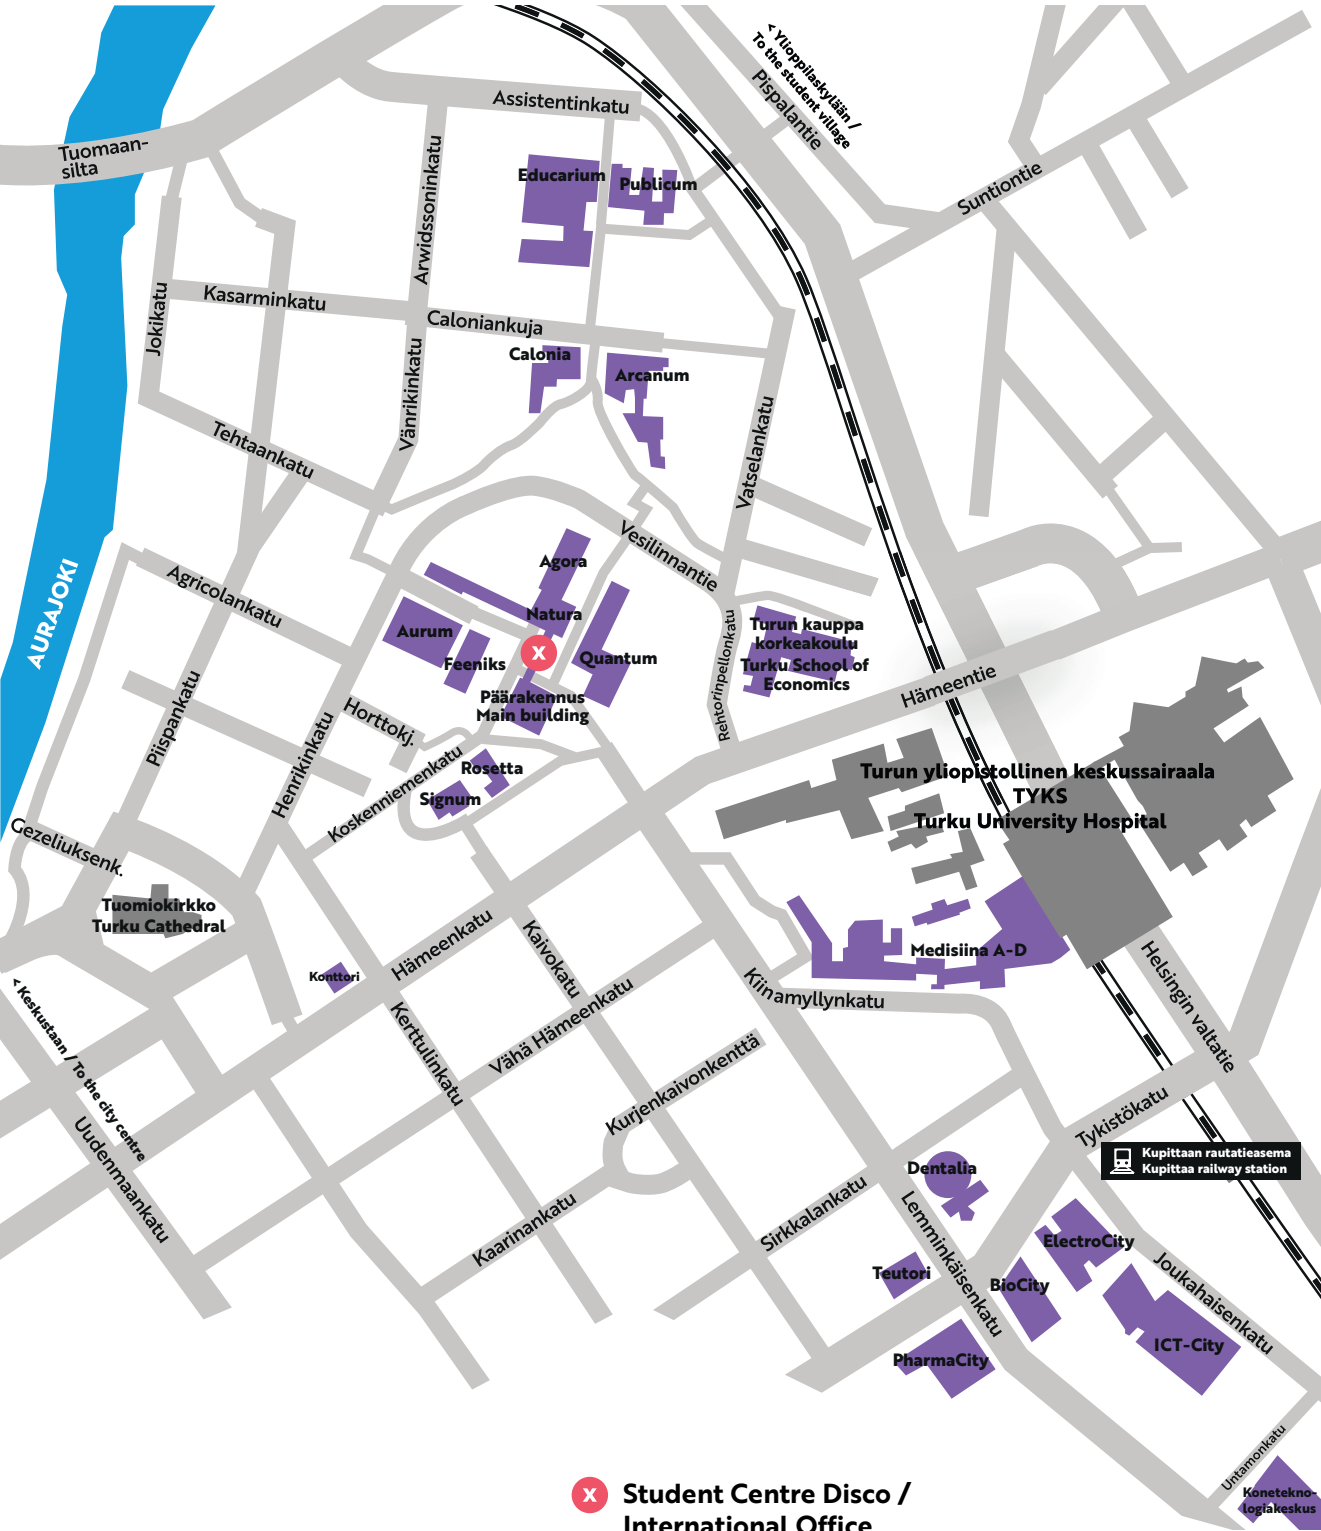 < Ylioppilaskylään /
To the student village
Pispalantie
Assistentinkatu
Tuomaan-
silta
Arwidssoninkatu
Educarium
Publicum
Suntiontie
Jokikatu
Kasarminkatu
Caloniankuja
Calonia
Arcanum
Vänrikinkatu
Tehtaankatu
Vatselankatu
Vesilinnantie
Agora
AURAJOKI
Agricolankatu
Natura
Aurum
Feeniks
X
Quantum
Rehtorinpellonkatu
Turun kauppa
korkeakoulu
Turku School of
Economics
Hämeentie
Päärakennus
Main building
Piispankatu
Henrikinkatu
Horttokj.
Koskenniemenkatu
Rosetta
Signum
Turun yliopistollinen keskussairaala
TYKS
Turku University Hospital
Gezeliuksenk.
Tuomiokirkko
Turku Cathedral
Konttori
Hämeenkatu
Kaivokatu
Medisiina A-D
Kiinamyllynkatu
Helsingin valtatie
< Keskustaan / To the city centre
Kerttulinkatu
Vähä Hämeenkatu
Kurjenkaivonkenttä
Tykistökatu
Kupittaan rautatieasema
Kupittaa railway station
Uudenmaankatu
Kaarinankatu
Sirkkalankatu
Dentalia
Lemminkäisenkatu
Teutori
BioCity
ElectroCity
Joukahaisenkatu
ICT-City
PharmaCity
Untamonkatu
Konetekno-
logiakeskus
X
Student Centre Disco /
International Office